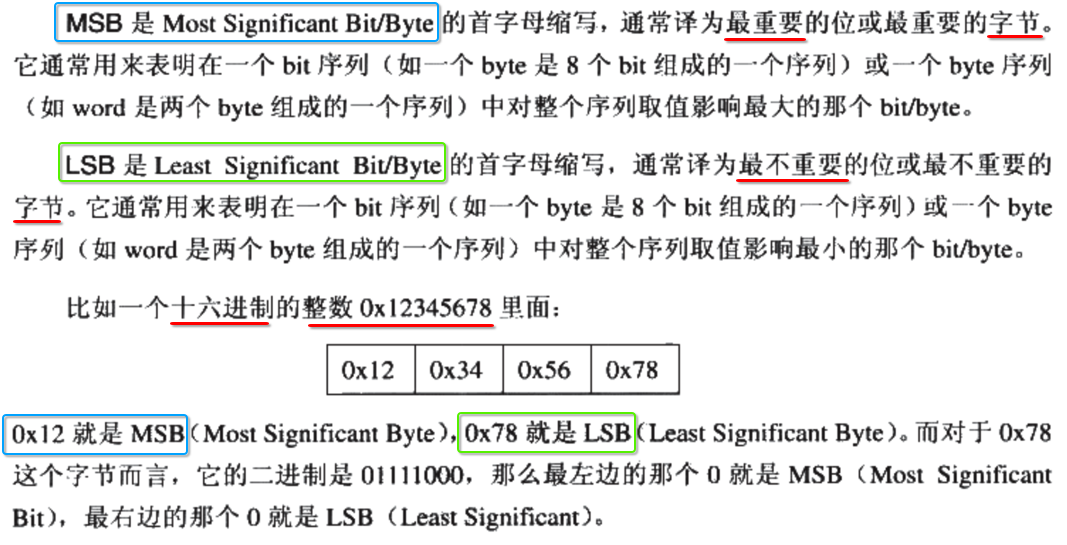 MSB 是 Most Significant Bit/Byte 的首字母缩写，通常译为最重要的位或最重要的字节。
它通常用来表明在一个 bit 序列（如一个 byte 是 8 个 bit 组成的一个序列）或一个 byte 序列
（如 word 是两个 byte 组成的一个序列）中对整个序列取值影响最大的那个 bit/byte。
LSB 是 Least Significant Bit/Byte 的首字母缩写，通常译为最不重要的位或最不重要的
字节。它通常用来表明在一个 bit 序列（如一个 byte 是 8 个 bit 组成的一个序列）或一个 byte
序列（如 word 是两个 byte 组成的一个序列）中对整个序列取值影响最小的那个 bit/byte。
比如一个十六进制的整数 0x12345678 里面：
0x12 0x34 0x56 0x78
0x12 就是 MSB（Most Significant Byte），0x78 就是 LSB（Least Significant Byte）。而对于 0x78
这个字节而言，它的二进制是 01111000，那么最左边的那个 0 就是 MSB（Most Significant
Bit），最右边的那个 0 就是 LSB（Least Significant）。